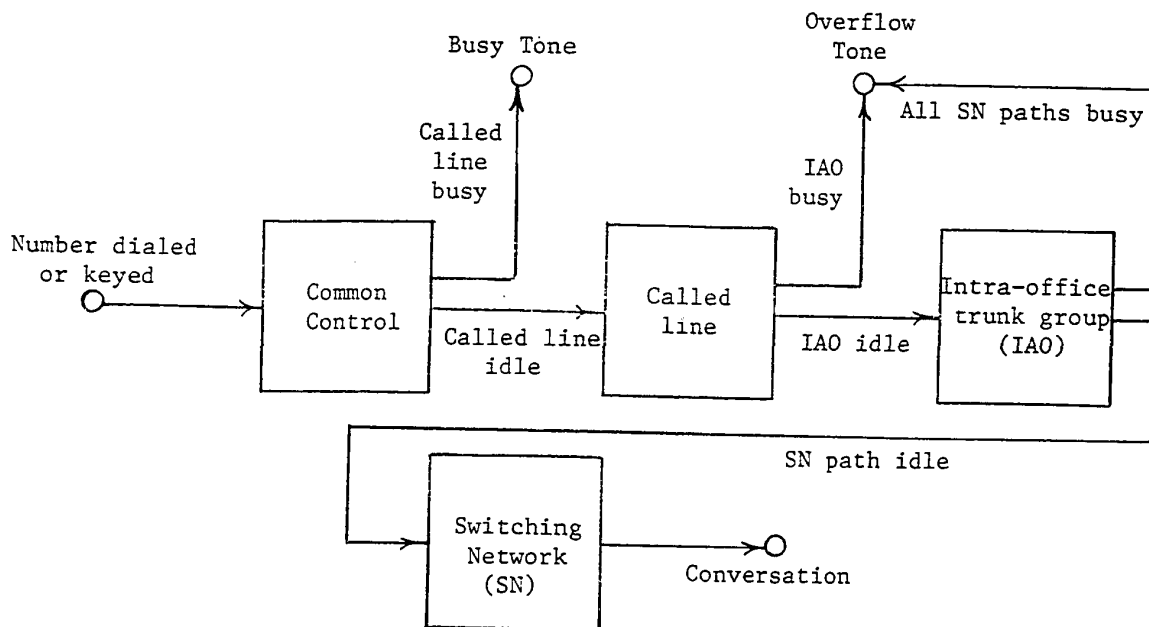 Overflow
Tone
Busy Tone
All SN paths busy
Called
line
busy
IAO
busy
Number dialed
or keyed
Common
Control
Called line
idle
Called
line
IAO idle
Intra-office
trunk group
(IAO)
SN path idle
Switching
Network
(SN)
Conversation